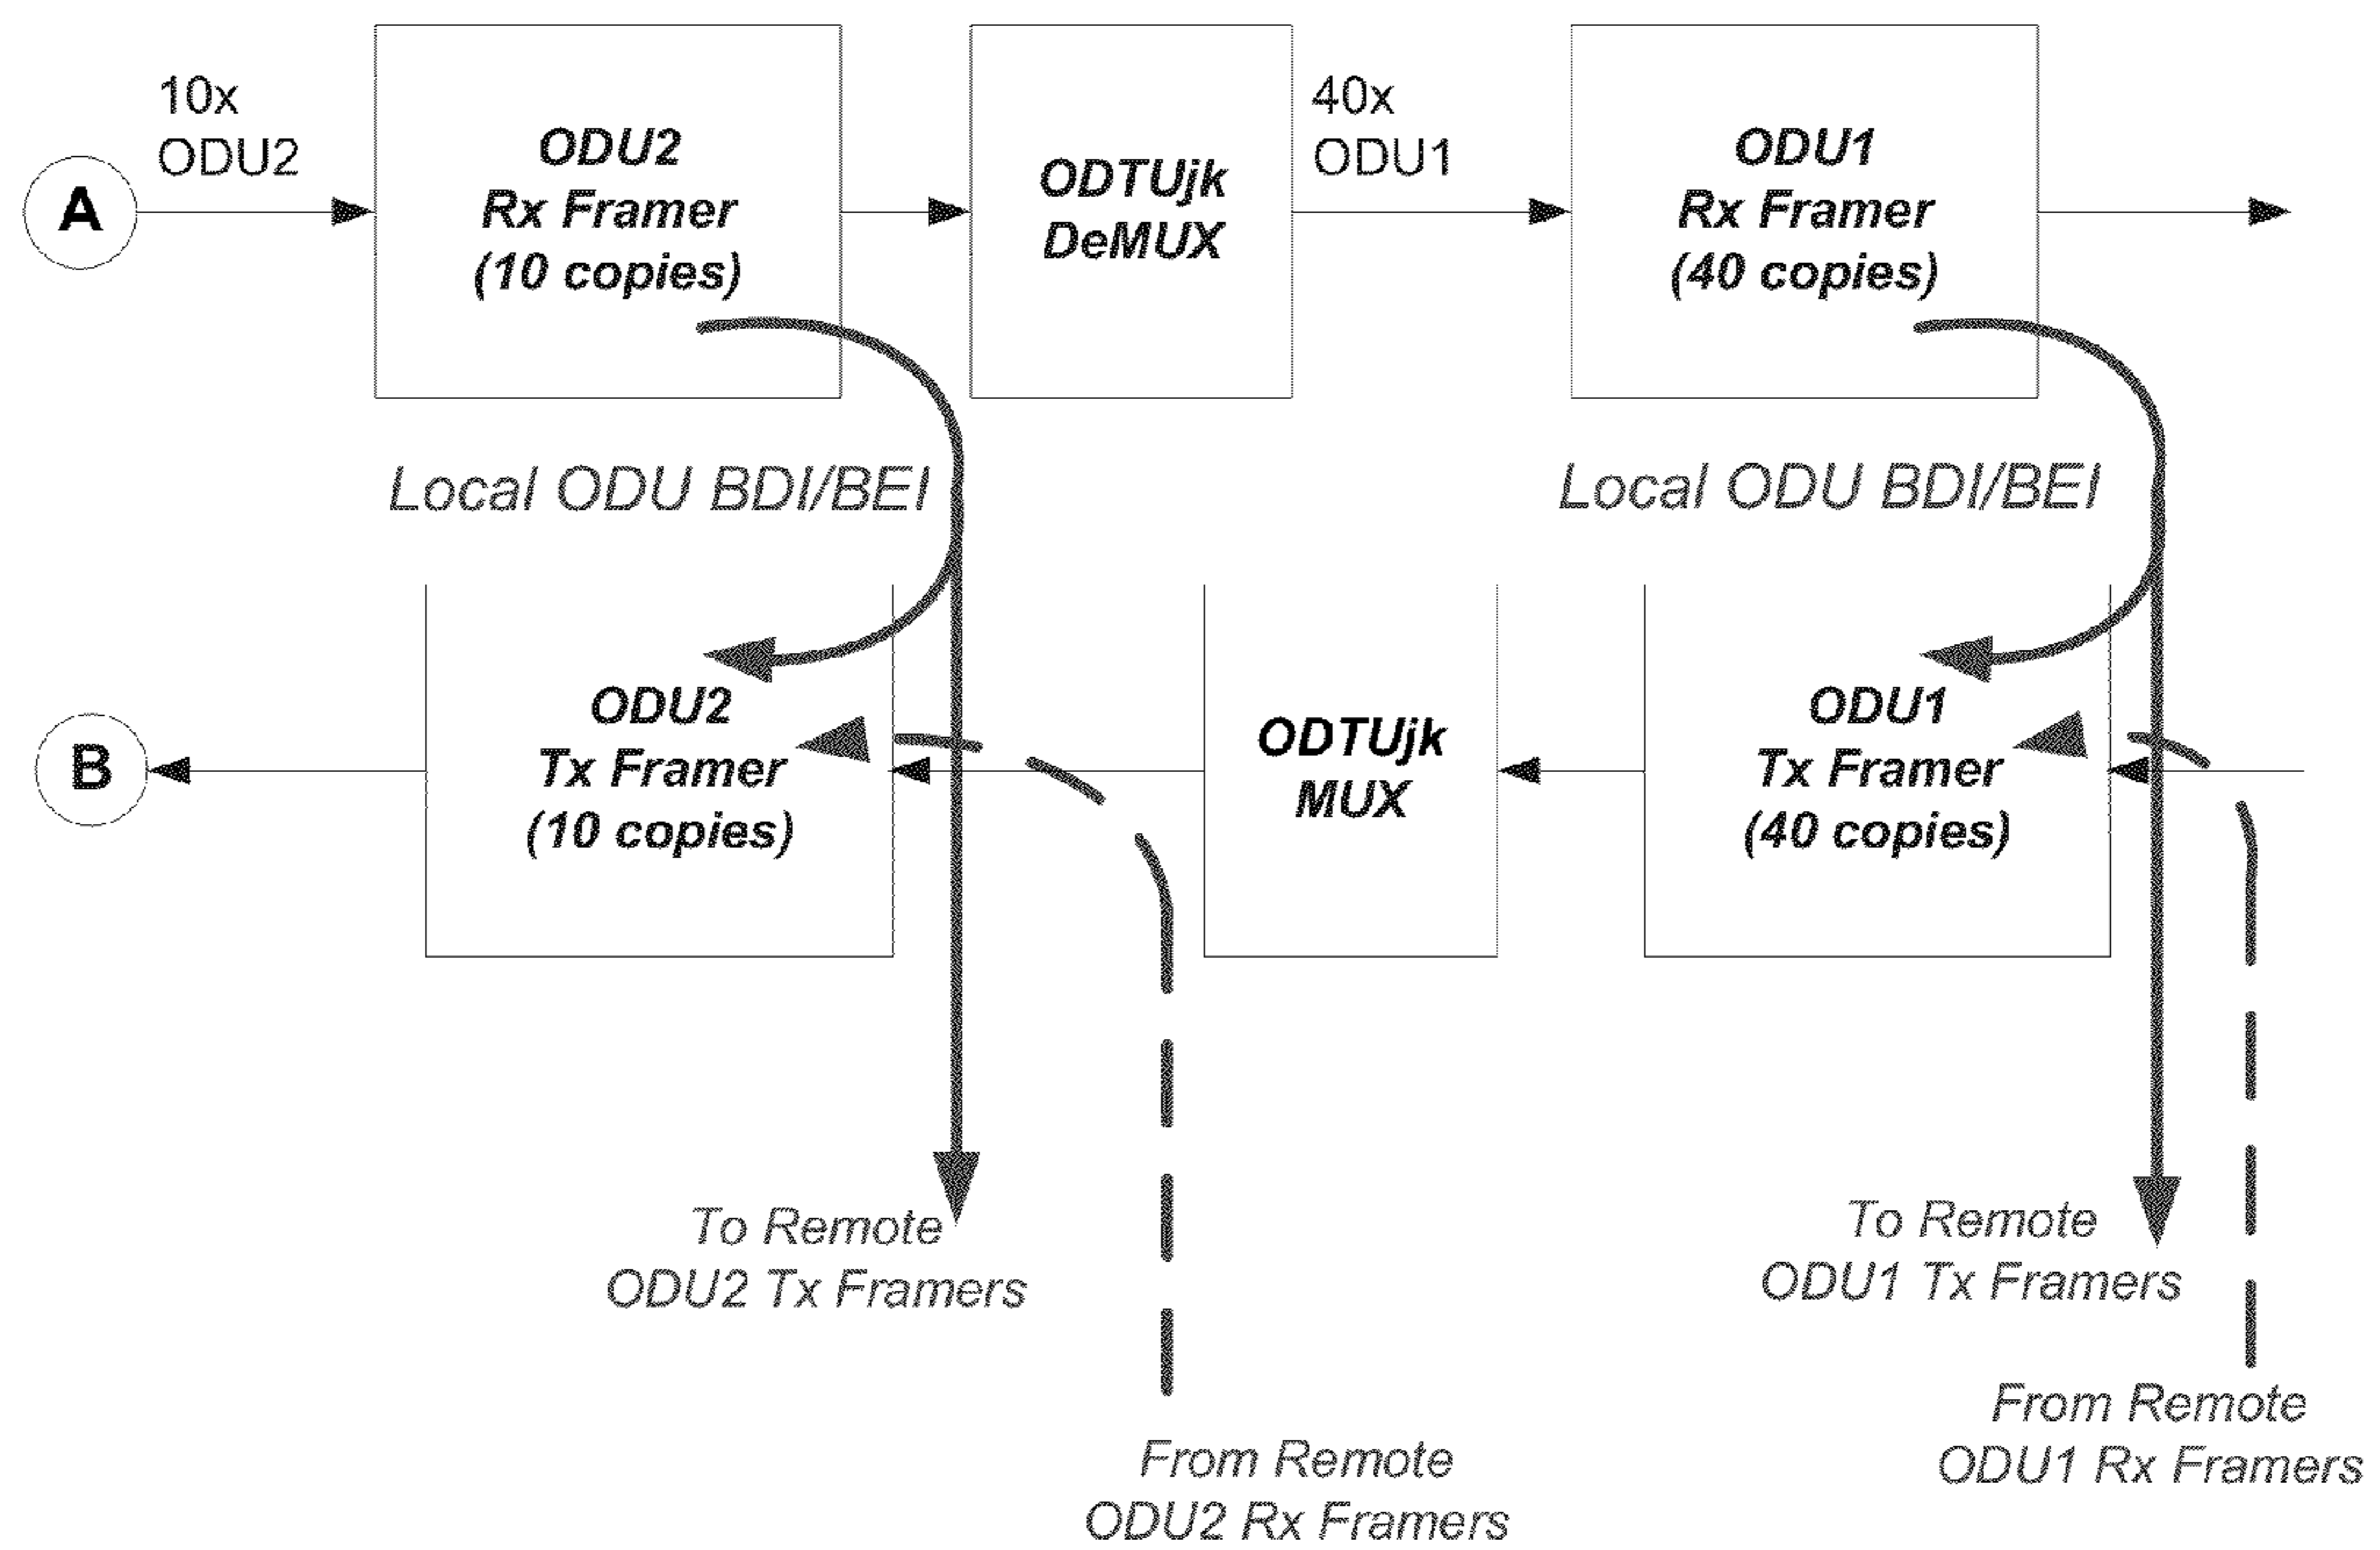 10x
ODU2
A
ODU2
Rx Framer
(10 copies)
ODTUjk
DeMUX
40x
ODU1
ODU1
Rx Framer
(40 copies)
Local ODU BDI/BEI
Local ODU BDI/BEI
B
ODU2
Tx Framer
(10 copies)
ODTUjk
MUX
ODU1
Tx Framer
(40 copies)
To Remote
ODU2 Tx Framers
To Remote
ODU1 Tx Framers
From Remote
ODU2 Rx Framers
From Remote
ODU1 Rx Framers